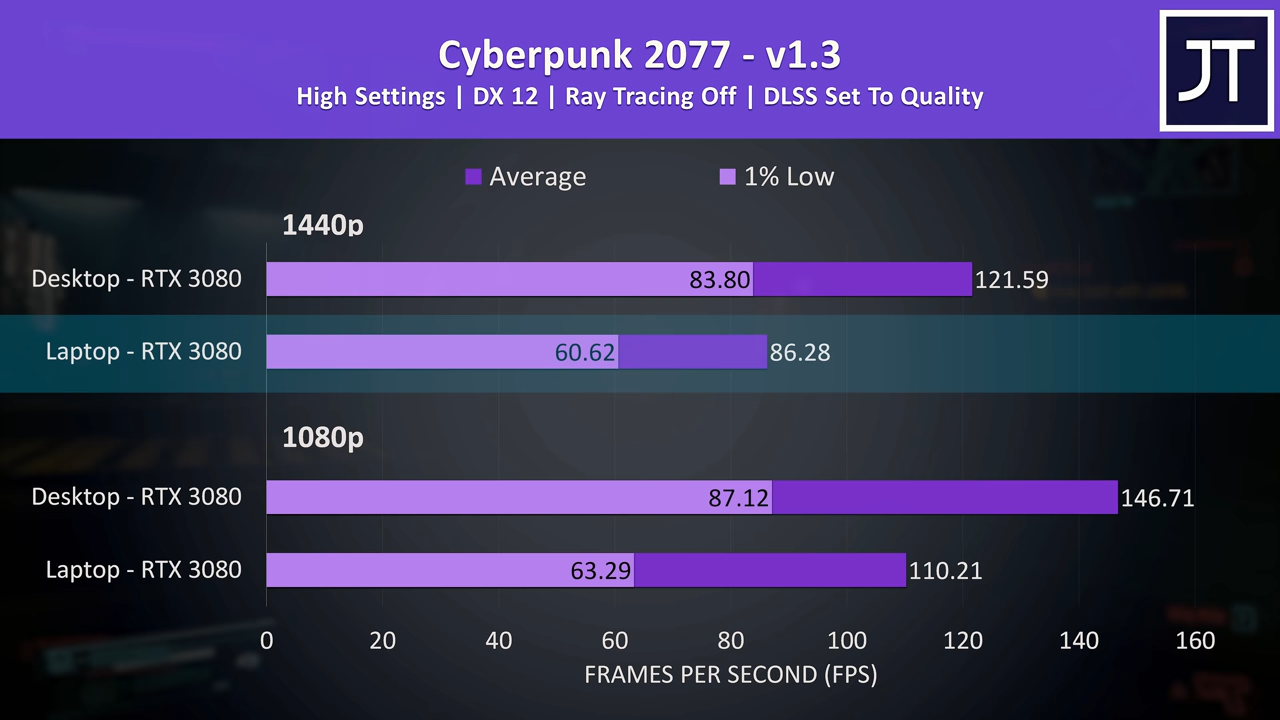 Cyberpunk 2077 - v1.3
High Settings | DX 12 | Ray Tracing Off | DLSS Set To Quality
JT
Average
1% Low
1440p
Desktop - RTX 3080
83.80
121.59
Laptop - RTX 3080
60.62
86.28
1080p
Desktop - RTX 3080
87.12
146.71
Laptop - RTX 3080
63.29
110.21
0 20 40 60 80 100 120 140 160
FRAMES PER SECOND (FPS)